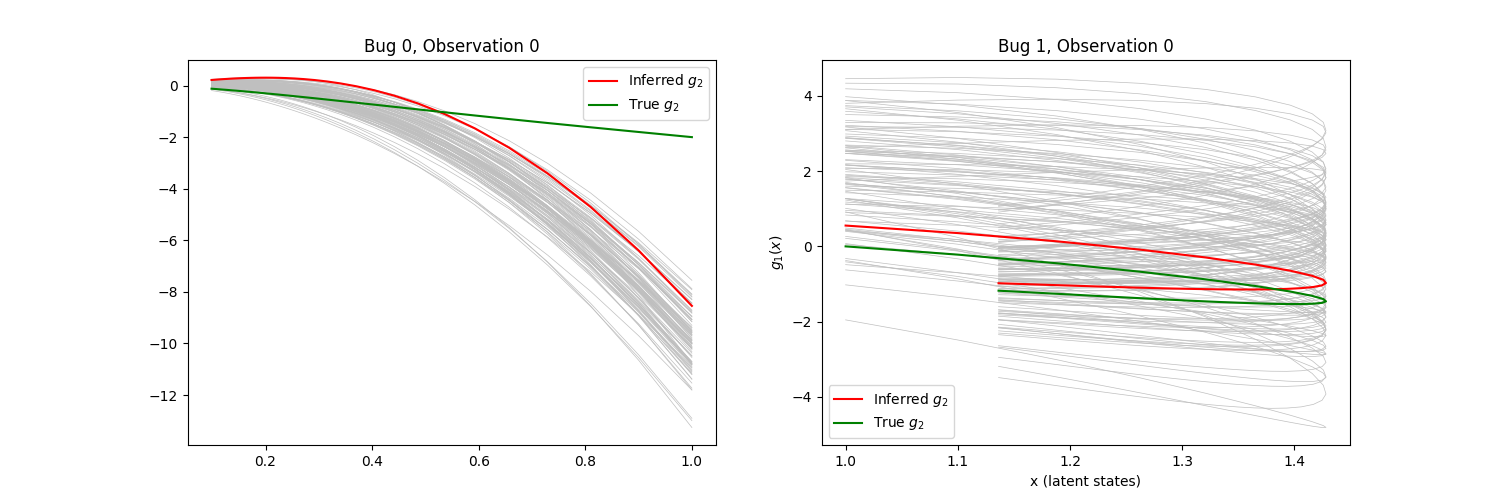 Bug 0, Observation 0
0
−2
−4
−6
−8
−10
−12
0.2
0.4
0.6
0.8
1.0
Inferred g₂
True g₂
Bug 1, Observation 0
g₁(x)
4
2
0
−2
−4
1.0
1.1
1.2
1.3
1.4
x (latent states)
Inferred g₂
True g₂